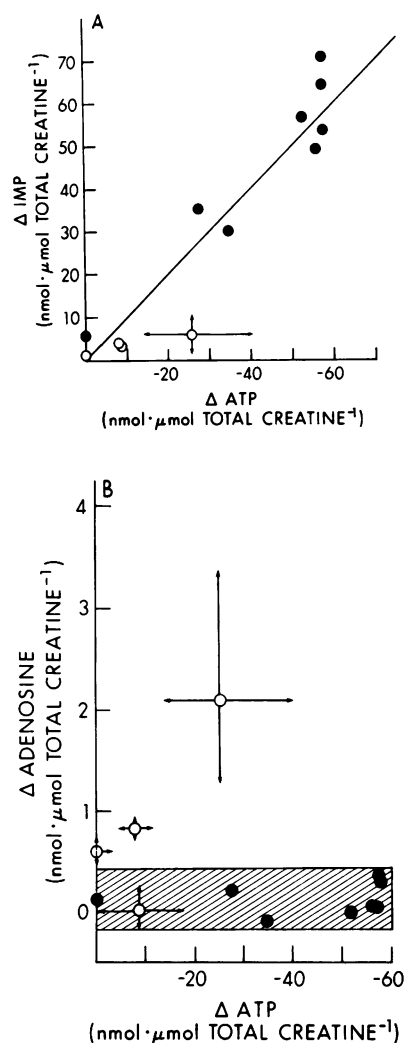 A
Δ IMP
(nmol·μmol TOTAL CREATINE⁻¹)
70
60
50
40
30
20
10
-20
-40
-60
Δ ATP
(nmol·μmol TOTAL CREATINE⁻¹)
B
Δ ADENOSINE
(nmol·μmol TOTAL CREATINE⁻¹)
4
3
2
1
0
-20
-40
-60
Δ ATP
(nmol·μmol TOTAL CREATINE⁻¹)